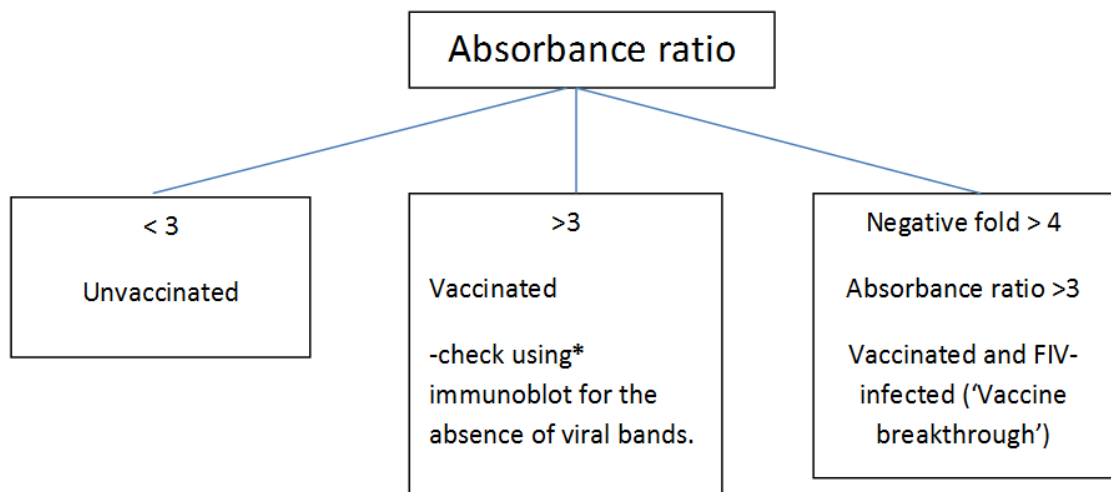 Absorbance ratio
< 3
Unvaccinated
>3
Vaccinated
-check using*
immunoblot for the
absence of viral bands.
Negative fold > 4
Absorbance ratio >3
Vaccinated and FIV-
infected (‘Vaccine
breakthrough’)